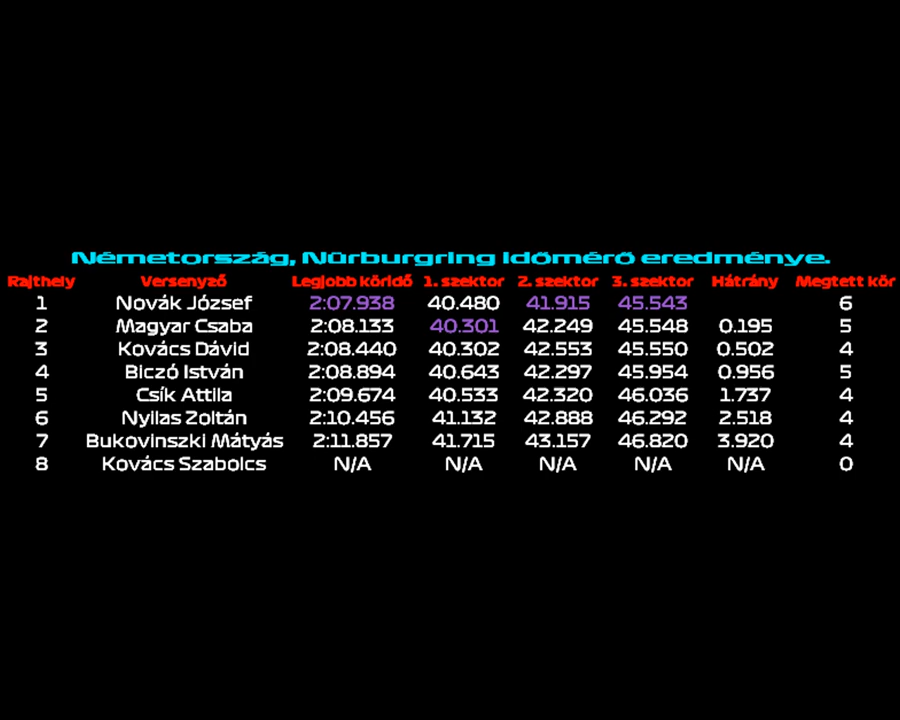 Németország, Nürburgring időmérő eredménye.
Rajthely Versenyző Legjobb köridő 1. szektor 2. szektor 3. szektor Hátrány Megtett kör
1 Novák József 2:07.938 40.480 41.915 45.543 6
2 Magyar Csaba 2:08.133 40.301 42.249 45.548 0.195 5
3 Kovács Dávid 2:08.440 40.302 42.553 45.550 0.502 4
4 Biczó István 2:08.894 40.643 42.297 45.954 0.956 5
5 Csík Attila 2:09.674 40.533 42.320 46.036 1.737 4
6 Nyilas Zoltán 2:10.456 41.132 42.888 46.292 2.518 4
7 Bukovinszki Mátyás 2:11.857 41.715 43.157 46.820 3.920 4
8 Kovács Szabolcs N/A N/A N/A N/A N/A 0